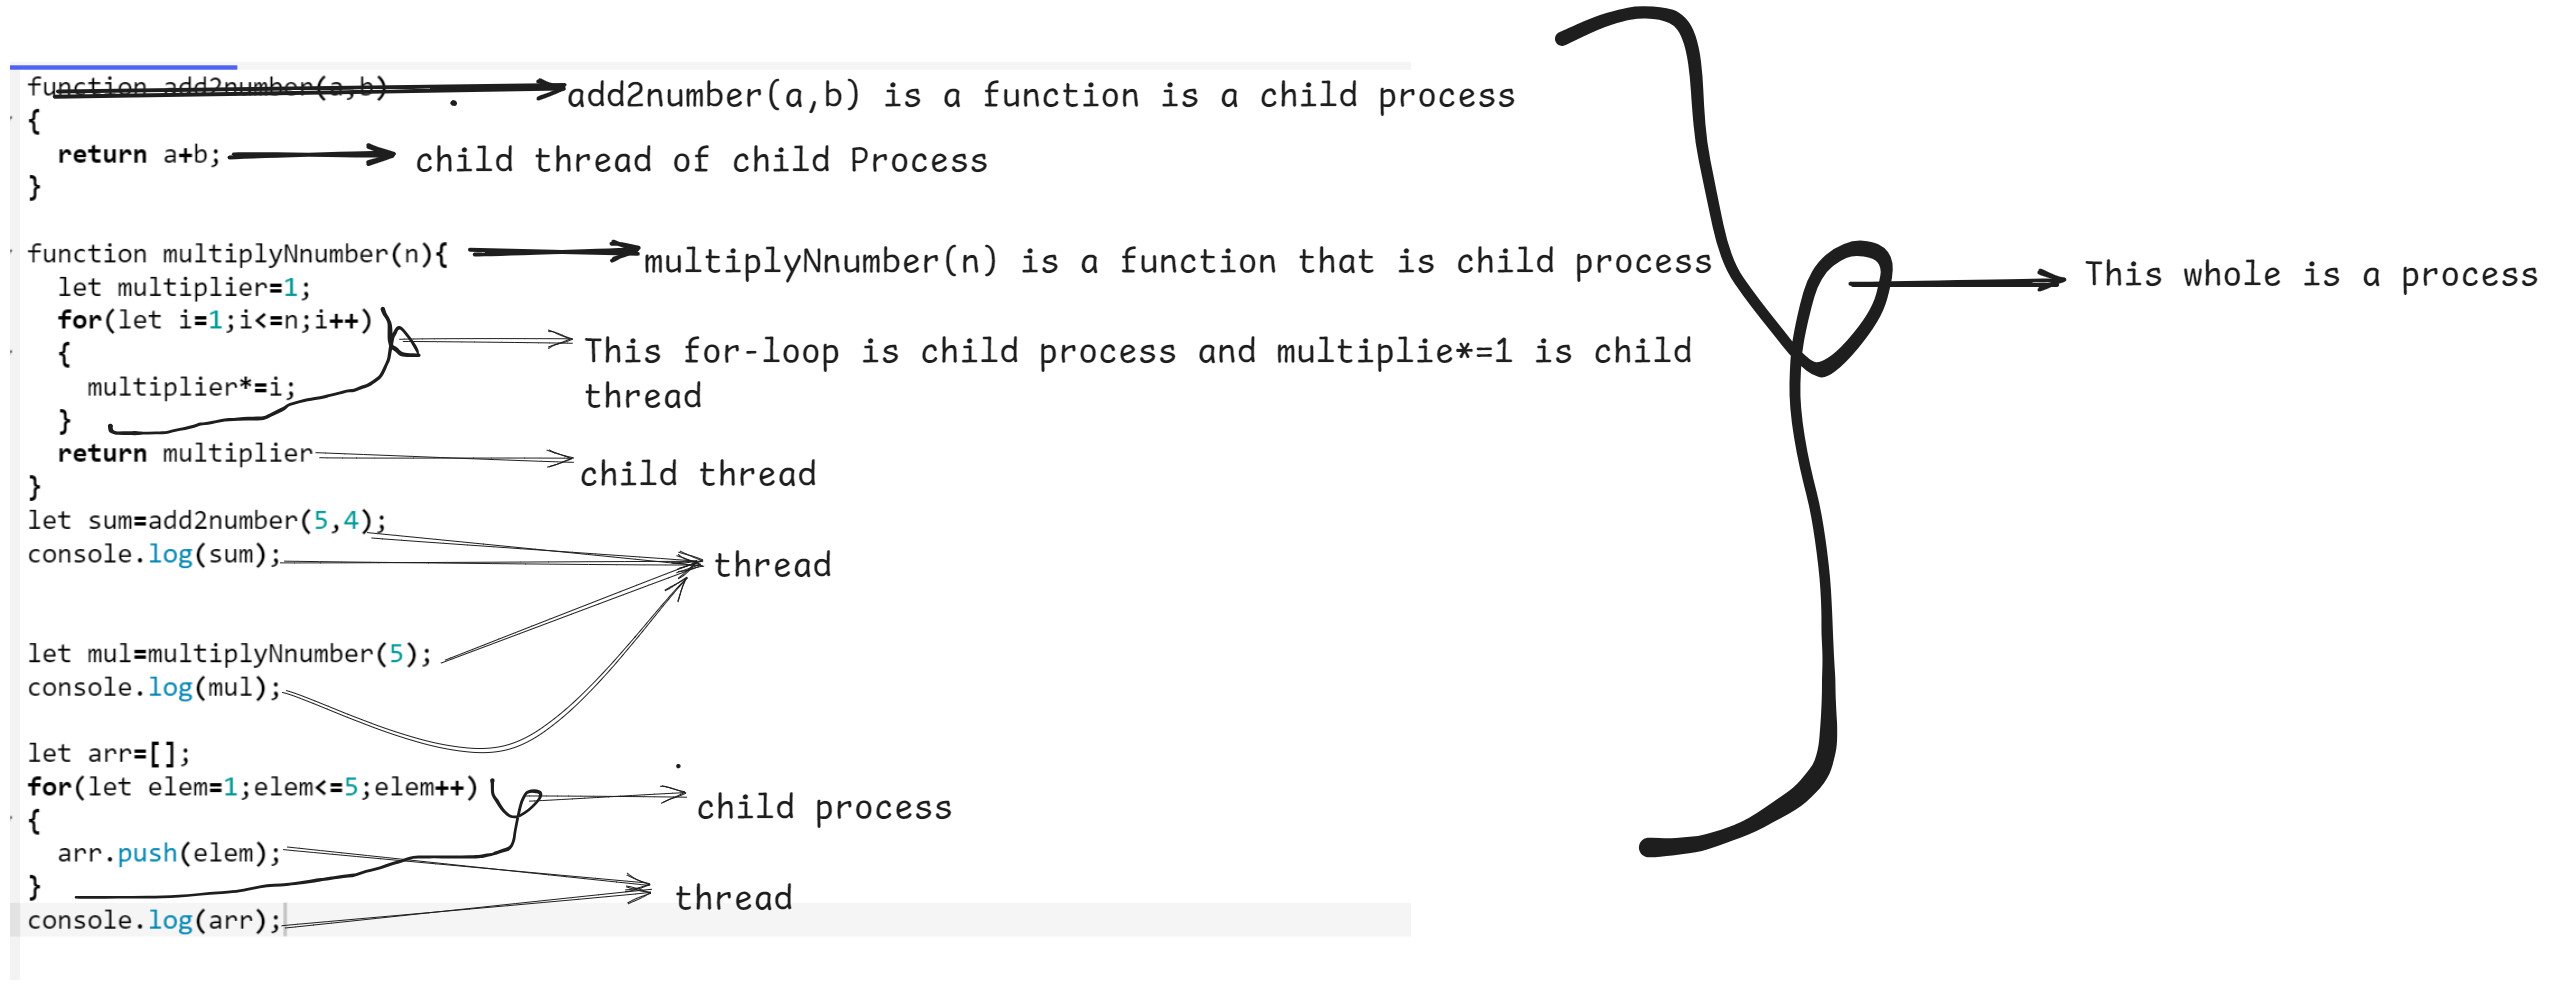 function add2number(a,b) add2number(a,b) is a function is a child process
{
return a+b; child thread of child Process
}
function multiplyNnumber(n){ multiplyNnumber(n) is a function that is child process This whole is a process
let multiplier=1;
for(let i=1;i<=n;i++)
{ This for-loop is child process and multiplie*=1 is child
multiplier*=i; thread
}
return multiplier child thread
}
let sum=add2number(5,4);
console.log(sum); thread
let mul=multiplyNnumber(5);
console.log(mul);
let arr=[];
for(let elem=1;elem<=5;elem++) child process
{
arr.push(elem);
} thread
console.log(arr);